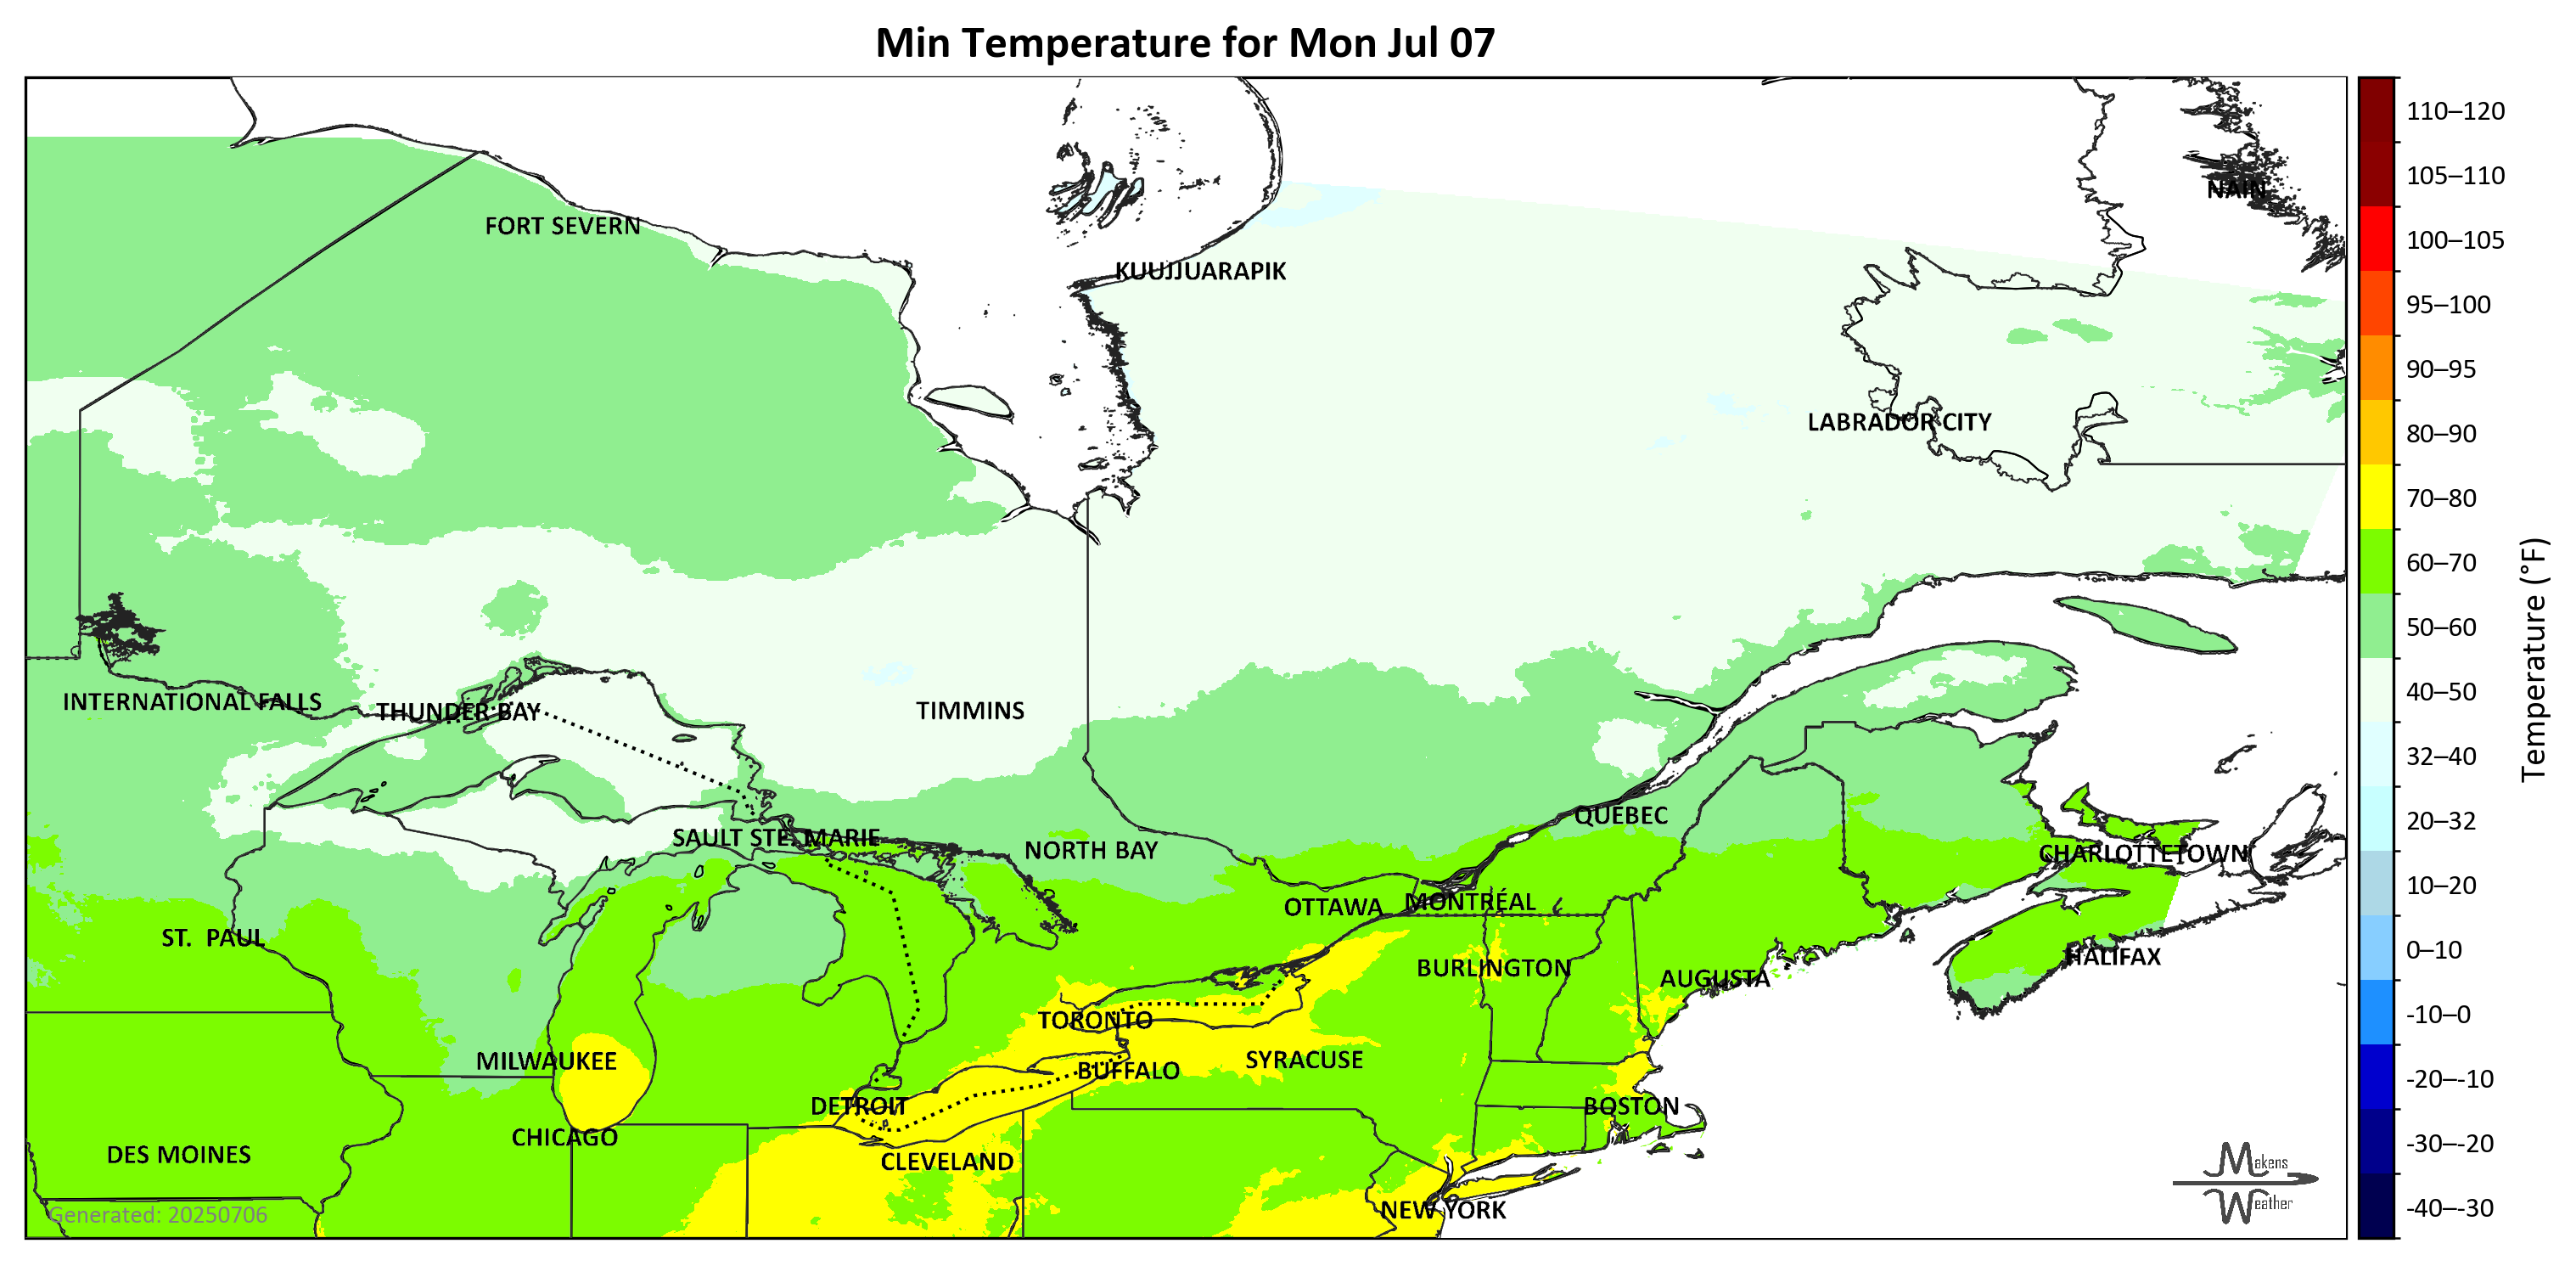 Min Temperature for Mon Jul 07
FORT SEVERN
KUUJJUARAPIK
NAIN
LABRADOR CITY
INTERNATIONAL FALLS
THUNDER BAY
TIMMINS
SAULT STE. MARIE
NORTH BAY
QUEBEC
CHARLOTTETOWN
OTTAWA
MONTRÉAL
ST. PAUL
BURLINGTON
AUGUSTA
HALIFAX
TORONTO
MILWAUKEE
BUFFALO
SYRACUSE
DETROIT
BOSTON
CHICAGO
DES MOINES
CLEVELAND
NEW YORK
Generated: 20250706
Makens
Weather
110–120
105–110
100–105
95–100
90–95
80–90
70–80
60–70
50–60
40–50
32–40
20–32
10–20
0–10
-10–0
-20–-10
-30–-20
-40–-30
Temperature (°F)